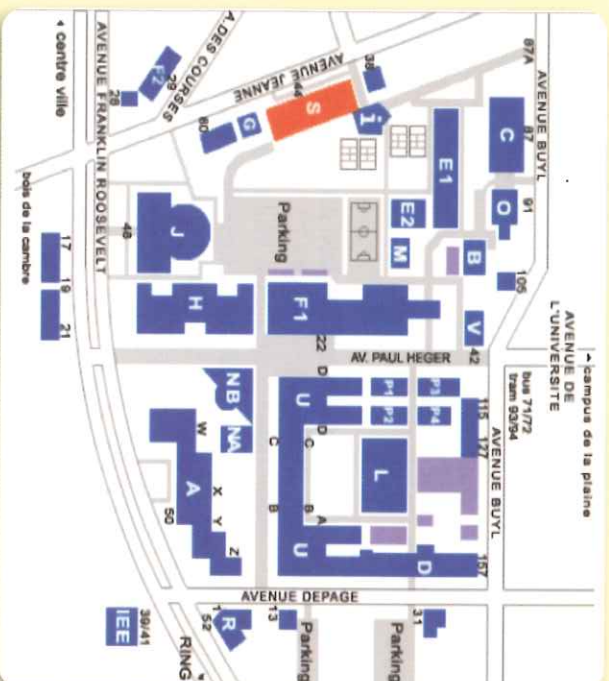 87A
AVENUE BUYL
38
AVENUE JEANNE
44
A.DES COURSES
F2
29
28
◂ centre ville
AVENUE FRANKLIN ROOSEVELT
bois de la cambre
S
i
G
60
C
87
E1
O
91
E2
M
B
105
Parking
J
48
17
19
21
H
F1
22
V
42
AVENUE DE
L'UNIVERSITE
◂ campus de la plaine
bus 71/72
tram 93/94
AV. PAUL HEGER
D
U
D
C
C
P1
P2
P3
P4
115
127
AVENUE BUYL
L
NB
NA
W
A
X
Y
Z
50
B
B
A
U
D
157
AVENUE DEPAGE
IEE
39/41
R
1
52
13
31
Parking
Parking
RING